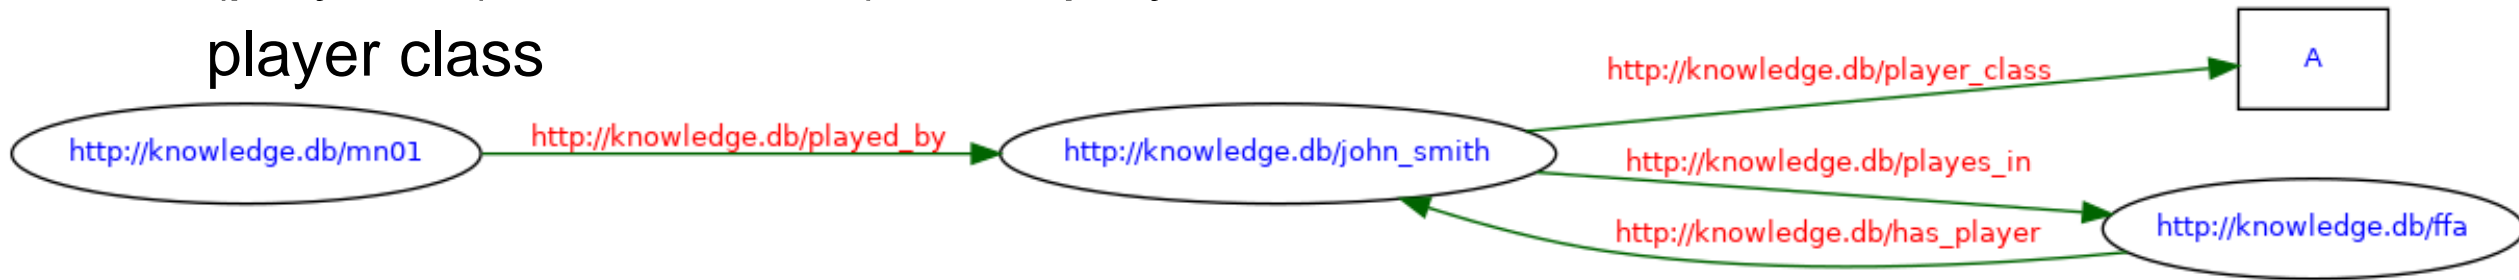 player class
http://knowledge.db/player_class
A
http://knowledge.db/mn01
http://knowledge.db/played_by
http://knowledge.db/john_smith
http://knowledge.db/playes_in
http://knowledge.db/has_player
http://knowledge.db/ffa